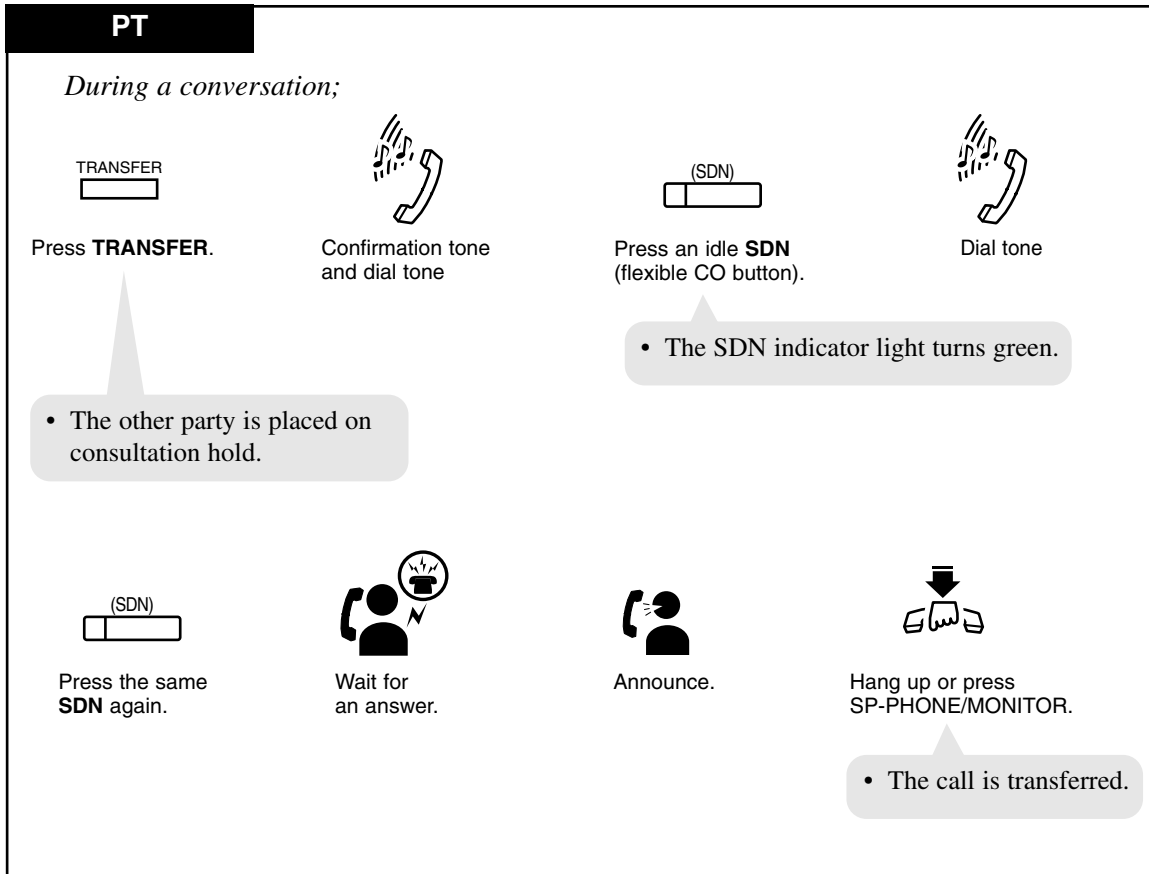 PT
During a conversation;
TRANSFER
Press TRANSFER.
Confirmation tone
and dial tone
(SDN)
Press an idle SDN
(flexible CO button).
Dial tone
• The SDN indicator light turns green.
• The other party is placed on
consultation hold.
(SDN)
Press the same
SDN again.
Wait for
an answer.
Announce.
Hang up or press
SP-PHONE/MONITOR.
• The call is transferred.